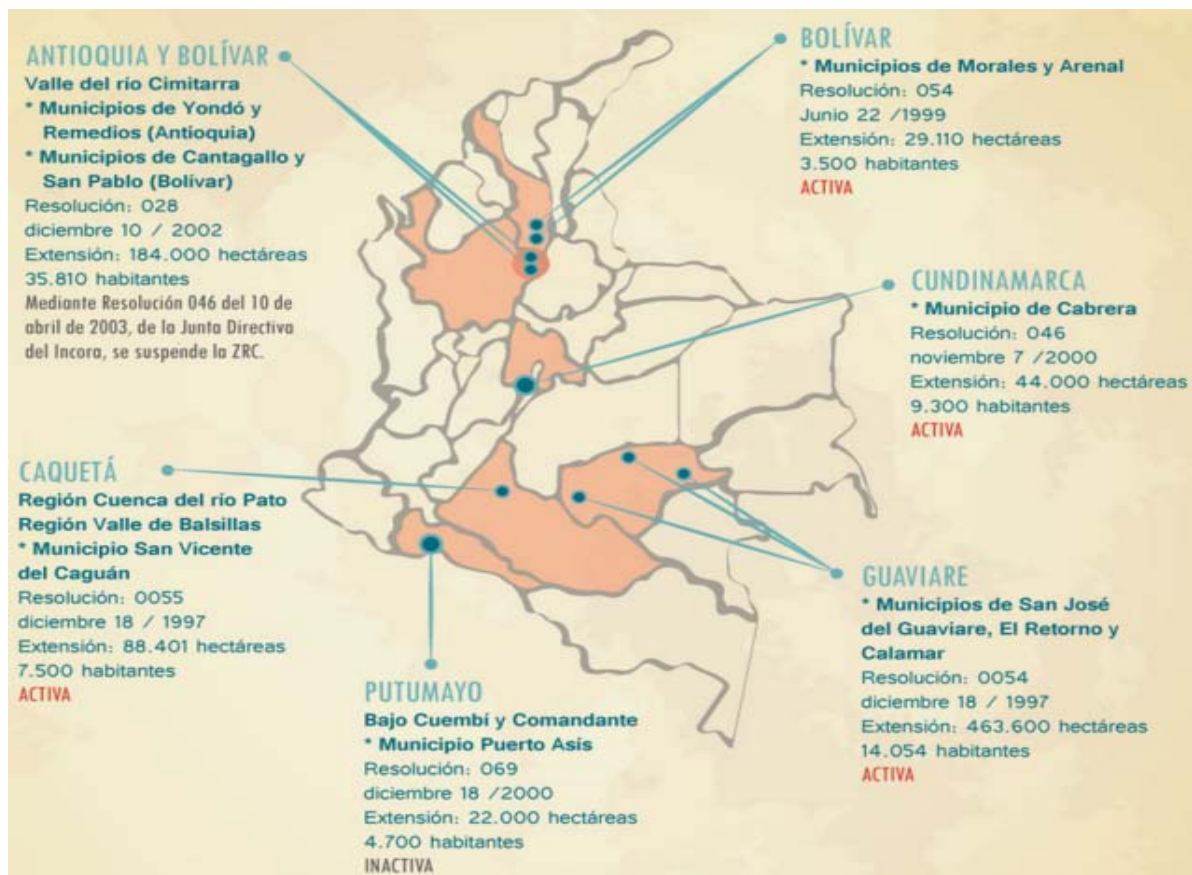 ANTIOQUIA Y BOLÍVAR
Valle del río Cimitarra
* Municipios de Yondó y
Remedios (Antioquia)
* Municipios de Cantagallo y
San Pablo (Bolívar)
Resolución: 028
diciembre 10 / 2002
Extensión: 184.000 hectáreas
35.810 habitantes
Mediante Resolución 046 del 10 de
abril de 2003, de la Junta Directiva
del Incora, se suspende la ZRC.
BOLÍVAR
* Municipios de Morales y Arenal
Resolución: 054
Junio 22 /1999
Extensión: 29.110 hectáreas
3.500 habitantes
ACTIVA
CUNDINAMARCA
* Municipio de Cabrera
Resolución: 046
noviembre 7 /2000
Extensión: 44.000 hectáreas
9.300 habitantes
ACTIVA
CAQUETÁ
Región Cuenca del río Pato
Región Valle de Balsillas
* Municipio San Vicente
del Caguán
Resolución: 0055
diciembre 18 / 1997
Extensión: 88.401 hectáreas
7.500 habitantes
ACTIVA
PUTUMAYO
Bajo Cuembí y Comandante
* Municipio Puerto Asís
Resolución: 069
diciembre 18 /2000
Extensión: 22.000 hectáreas
4.700 habitantes
INACTIVA
GUAVIARE
* Municipios de San José
del Guaviare, El Retorno y
Calamar
Resolución: 0054
diciembre 18 / 1997
Extensión: 463.600 hectáreas
14.054 habitantes
ACTIVA